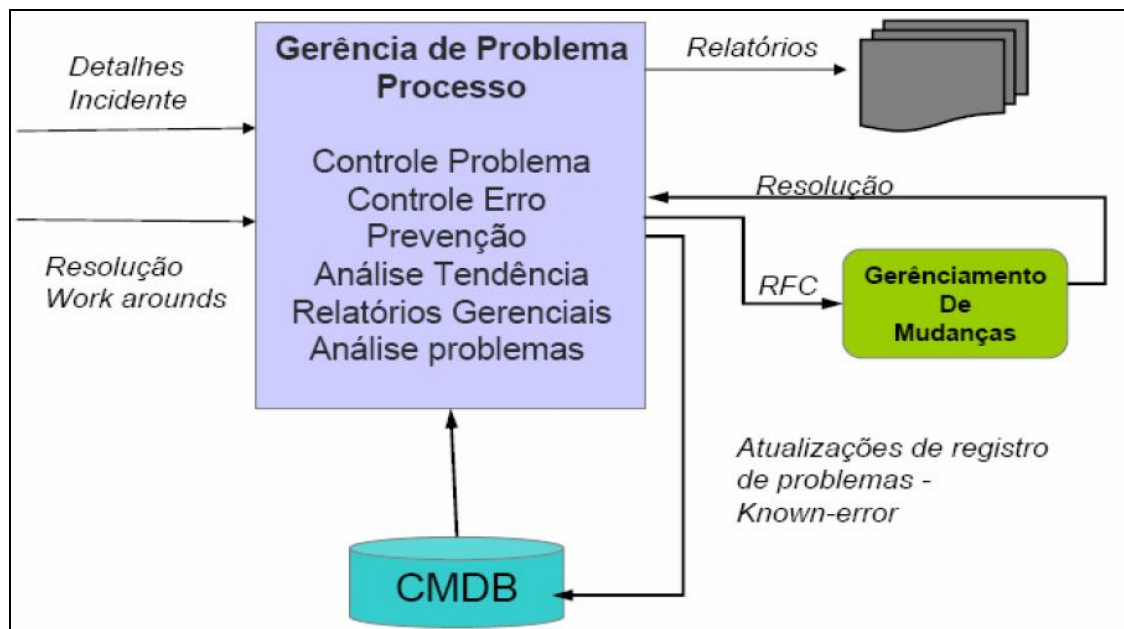 Gerência de Problema
Processo
Controle Problema
Controle Erro
Prevenção
Análise Tendência
Relatórios Gerenciais
Análise problemas
Detalhes
Incidente
Resolução
Work arounds
Relatórios
Resolução
RFC
Gerênciamento
De
Mudanças
Atualizações de registro
de problemas -
Known-error
CMDB